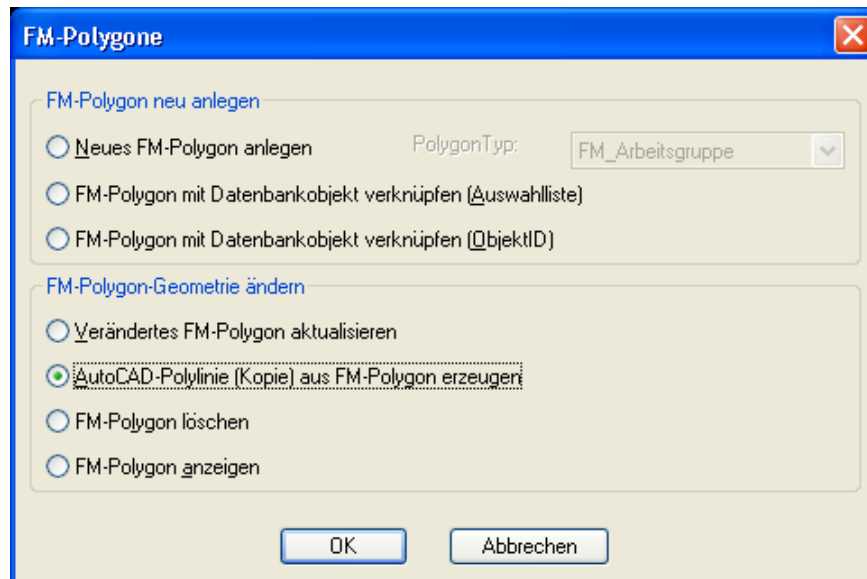 FM-Polygone
FM-Polygon neu anlegen
Neues FM-Polygon anlegen PolygonTyp: FM_Arbeitsgruppe
FM-Polygon mit Datenbankobjekt verknüpfen (Auswahlliste)
FM-Polygon mit Datenbankobjekt verknüpfen (ObjektID)
FM-Polygon-Geometrie ändern
Verändertes FM-Polygon aktualisieren
AutoCAD-Polylinie (Kopie) aus FM-Polygon erzeugen
FM-Polygon löschen
FM-Polygon anzeigen
OK Abbrechen